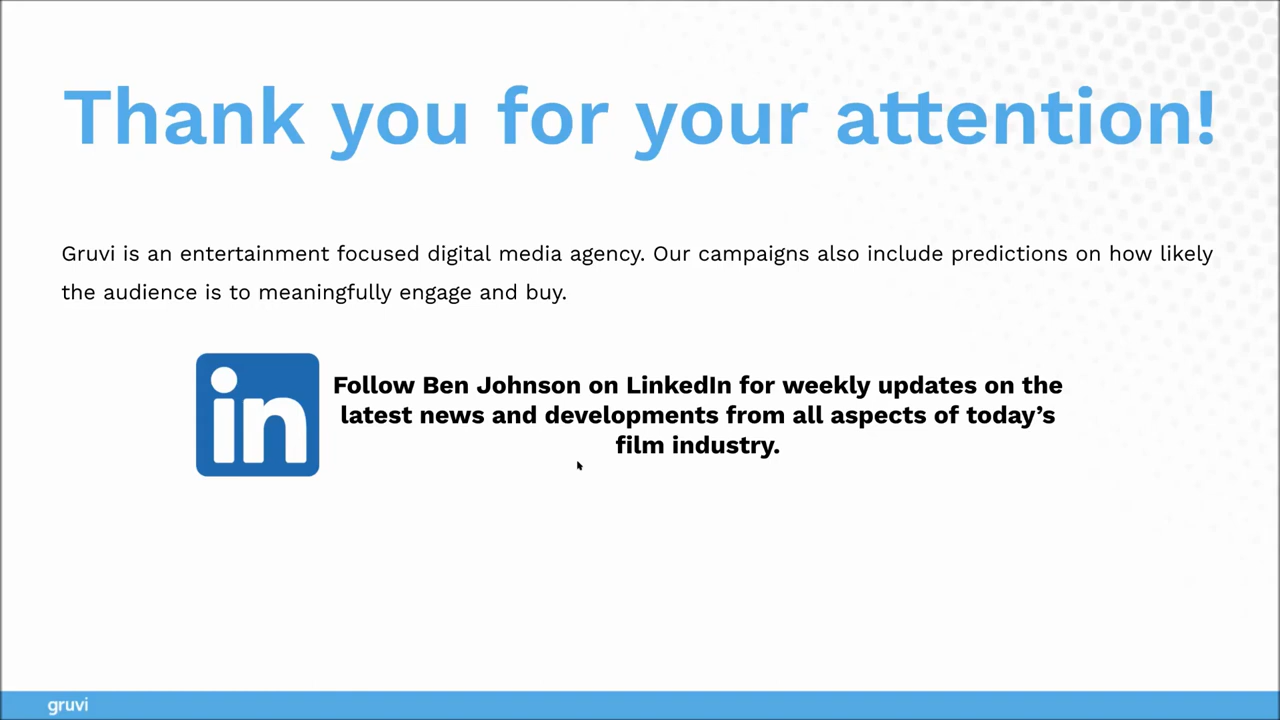 Thank you for your attention!
Gruvi is an entertainment focused digital media agency. Our campaigns also include predictions on how likely
the audience is to meaningfully engage and buy.
in
Follow Ben Johnson on LinkedIn for weekly updates on the
latest news and developments from all aspects of today’s
film industry.
gruvi